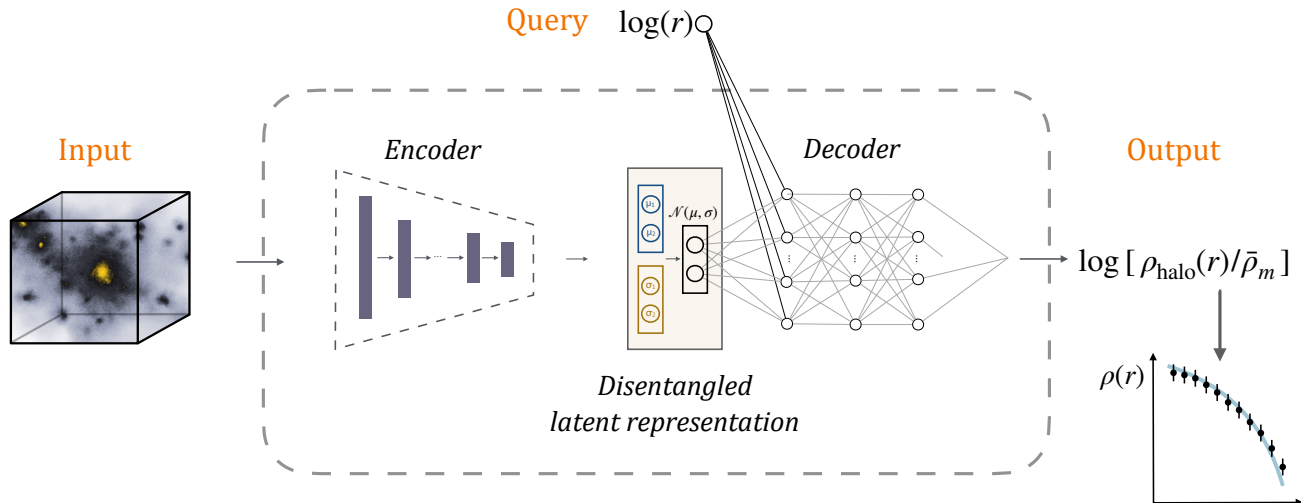 Query log(r)
Input
Encoder
Decoder
Output
μ₁
μ₂
𝒩(μ, σ)
σ₁
σ₂
log [ ρ_halo(r)/ρ̄_m ]
Disentangled
latent representation
ρ(r)